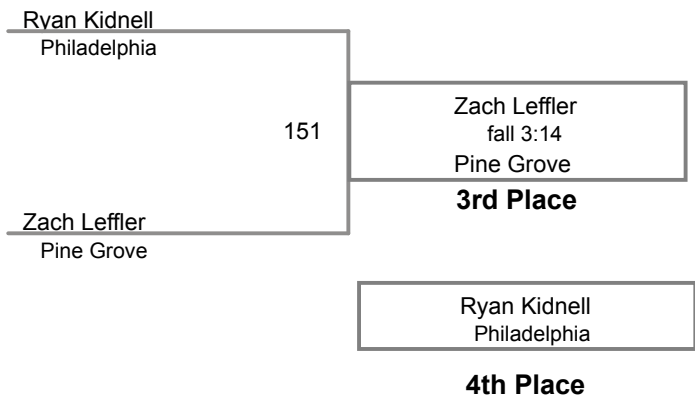 Ryan Kidnell
Philadelphia
151
Zach Leffler
fall 3:14
Pine Grove
3rd Place
Zach Leffler
Pine Grove
Ryan Kidnell
Philadelphia
4th Place